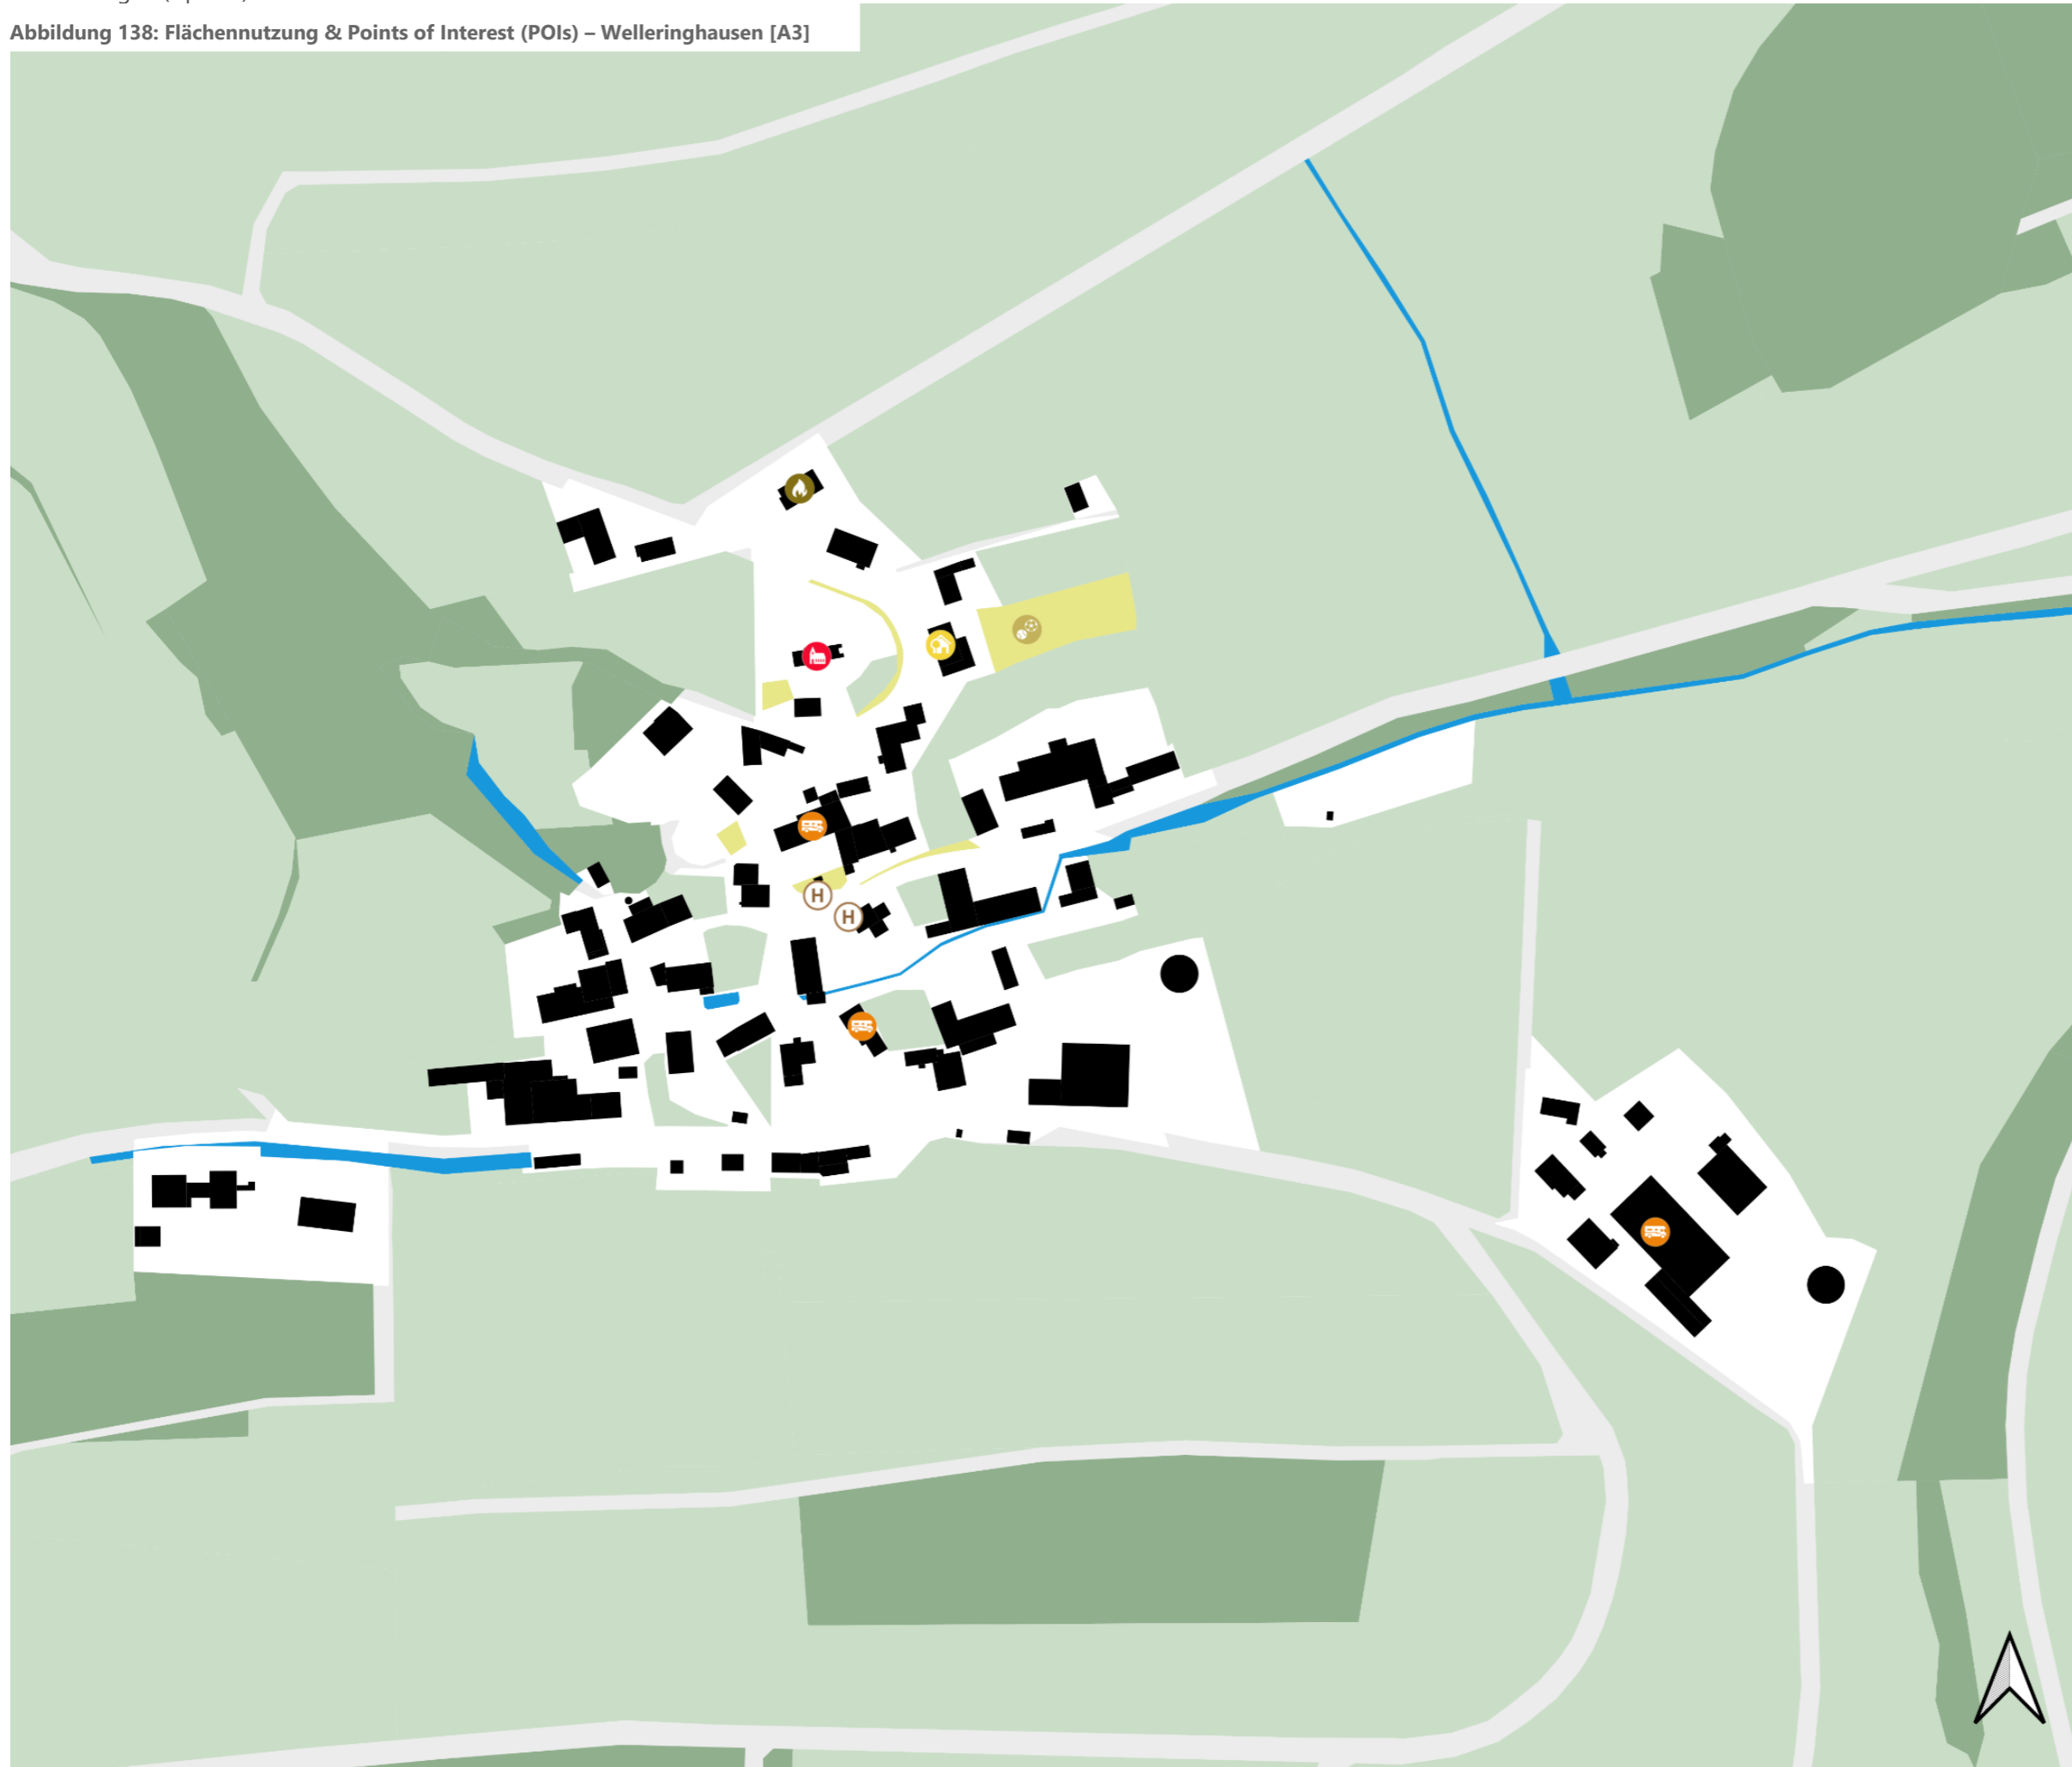 Abbildung 138: Flächennutzung & Points of Interest (POIs) – Welleringhausen [A3]
H
H